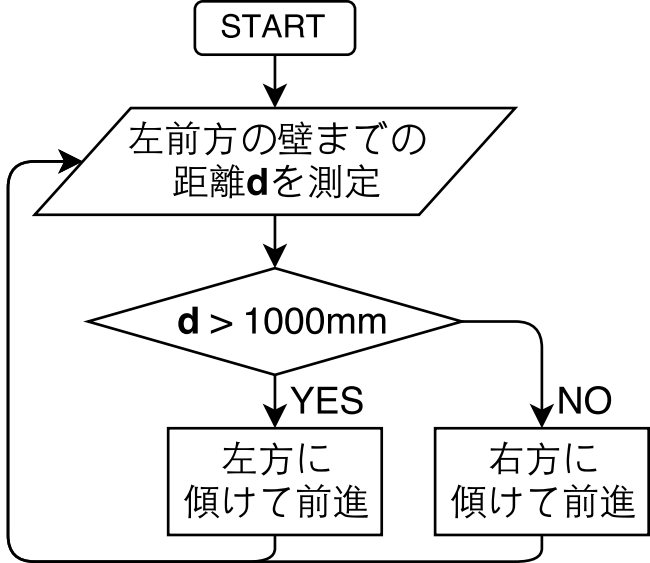 START
左前方の壁までの
距離dを測定
d > 1000mm
YES
NO
左方に
傾けて前進
右方に
傾けて前進